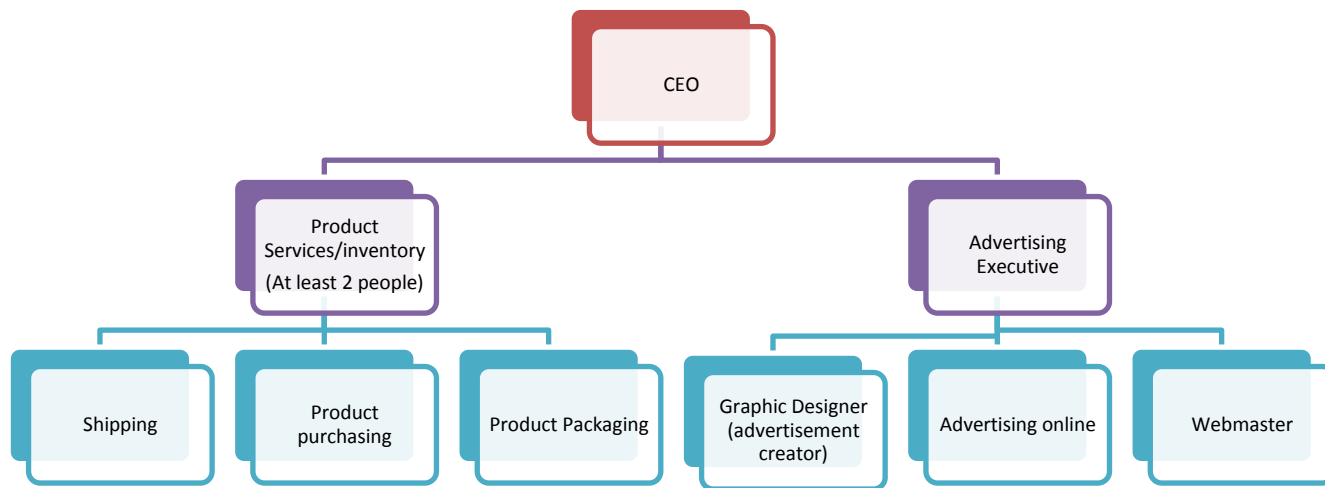 CEO
Product
Services/inventory
(At least 2 people)
Advertising
Executive
Shipping
Product
purchasing
Product Packaging
Graphic Designer
(advertisement
creator)
Advertising online
Webmaster